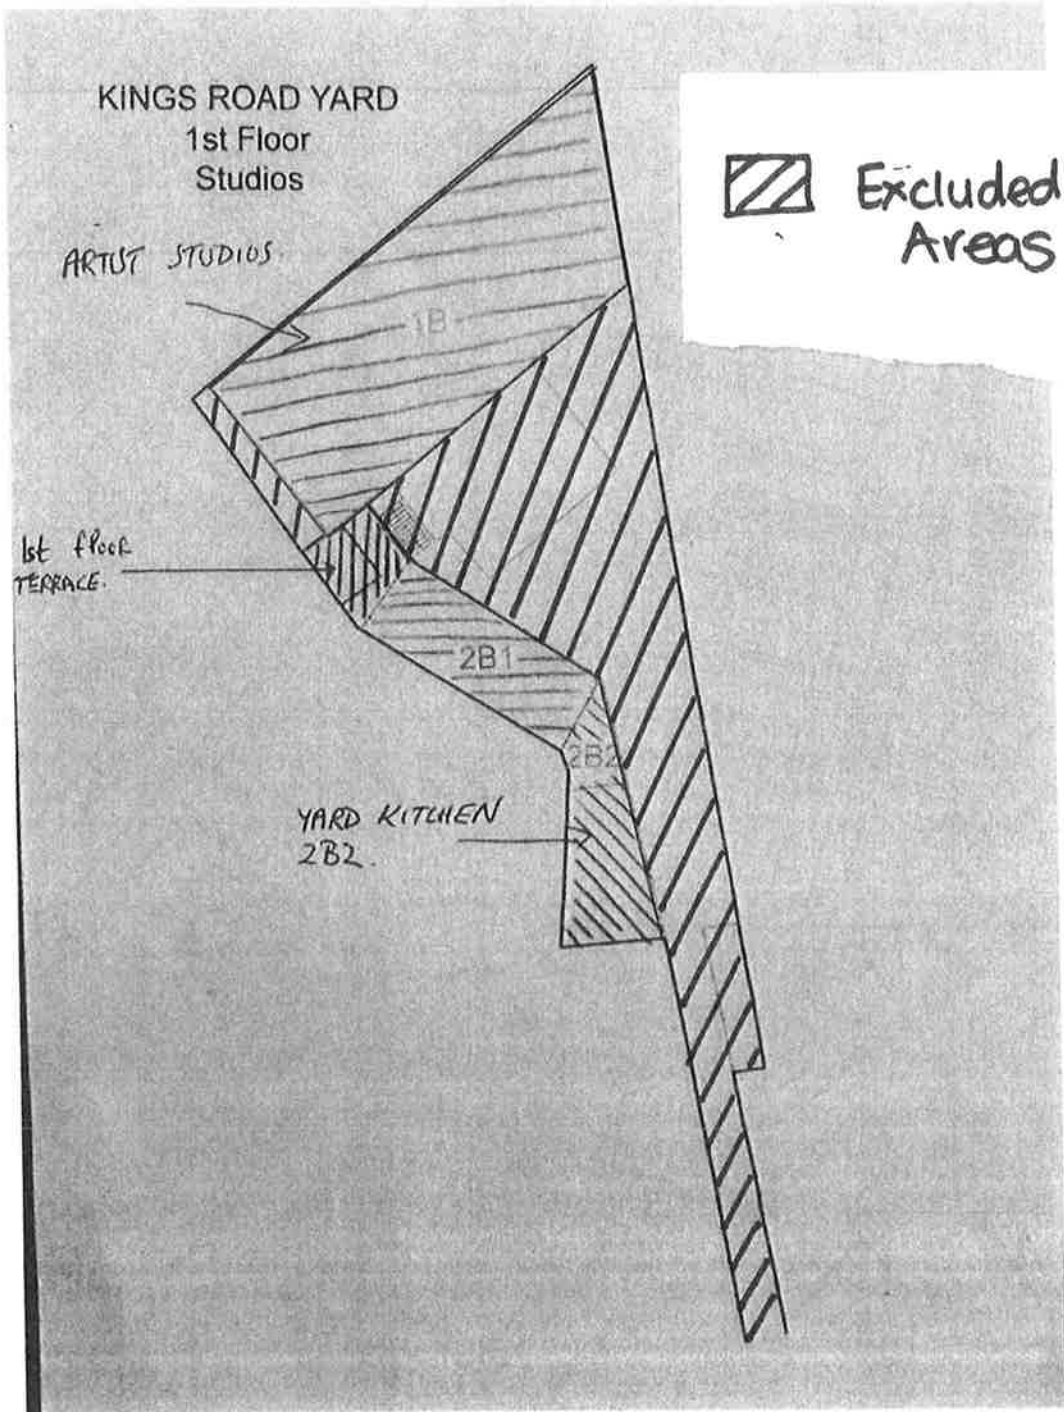 KINGS ROAD YARD
1st Floor
Studios
ARTIST STUDIOS.
Excluded
Areas
1B
1st floor
TERRACE.
2B1
2B2
YARD KITCHEN
2B2.